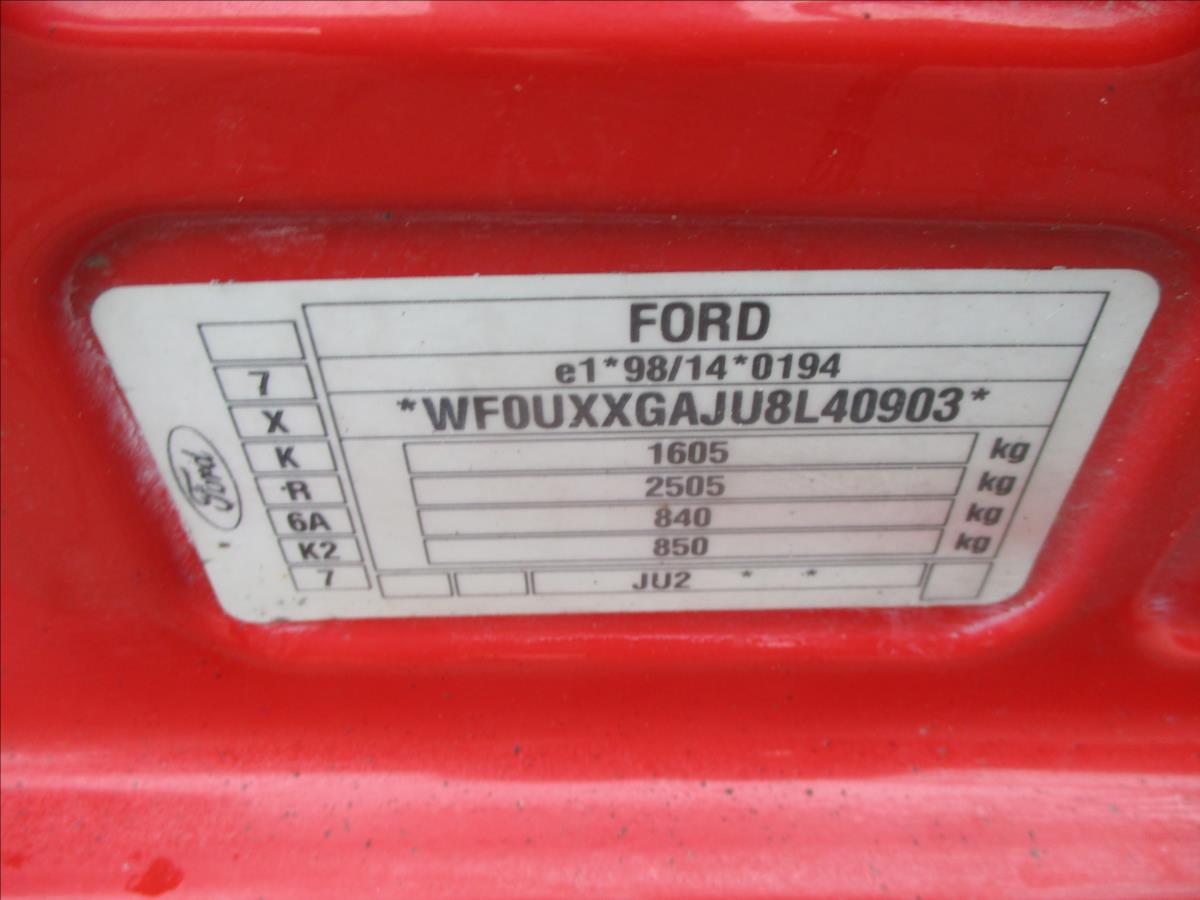 FORD
e1*98/14*0194
*WF0UXXGAJU8L40903*
1605 kg
2505 kg
840 kg
850 kg
JU2 * *
7
X
K
R
6A
K2
7
Ford